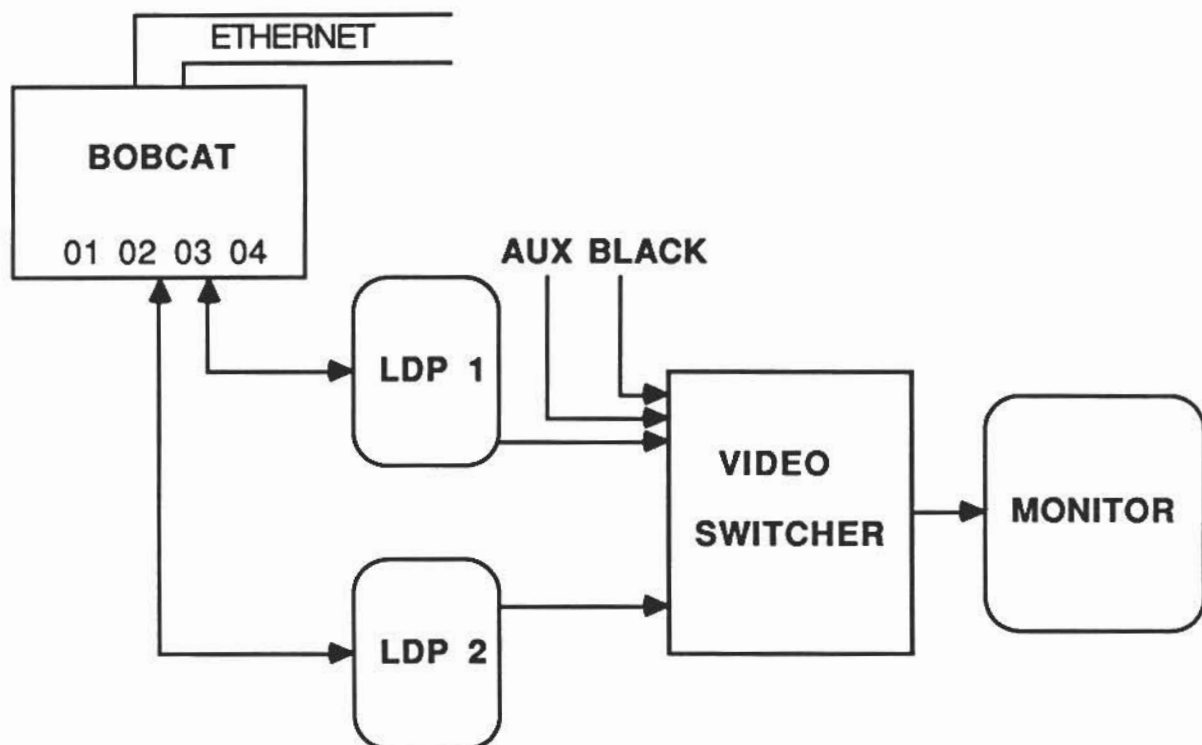 ETHERNET
BOBCAT
01 02 03 04
AUX BLACK
LDP 1
VIDEO
SWITCHER
MONITOR
LDP 2